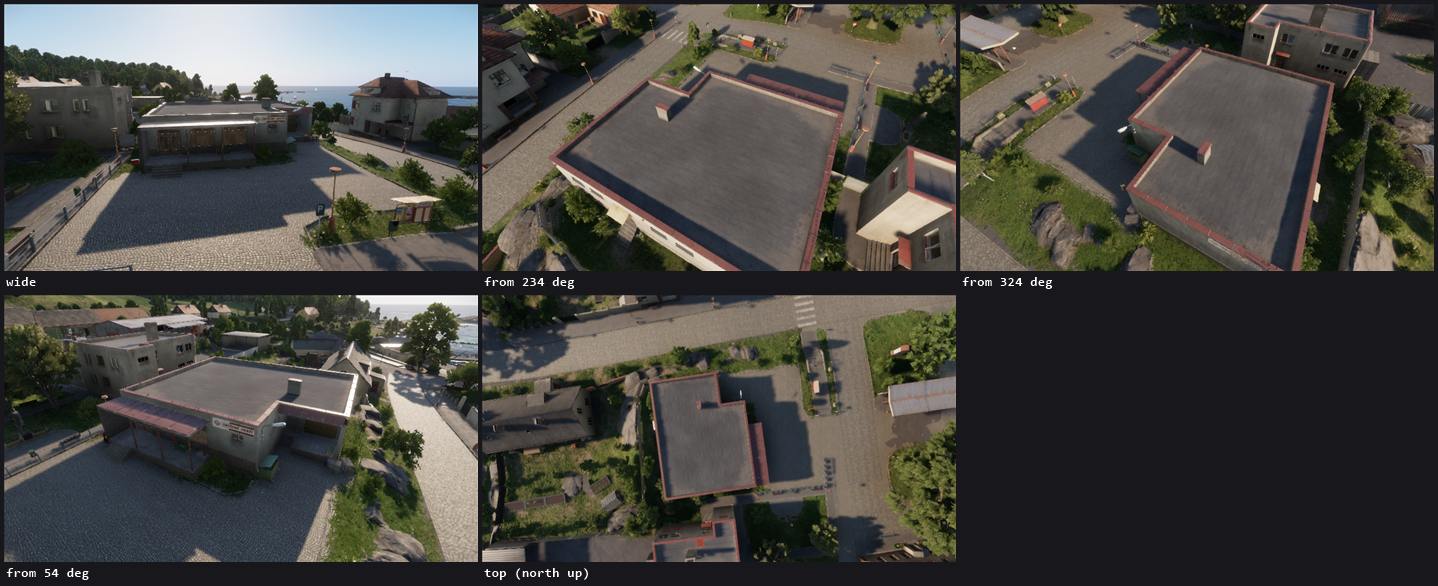 wide
from 234 deg
from 324 deg
from 54 deg
top (north up)